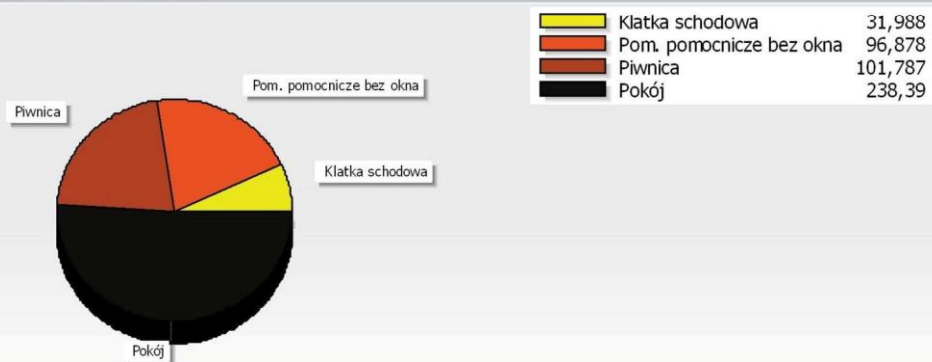 Klatka schodowa 31,988
Pom. pomocnicze bez okna 96,878
Piwnica 101,787
Pokój 238,39
Pom. pomocnicze bez okna
Piwnica
Klatka schodowa
Pokój